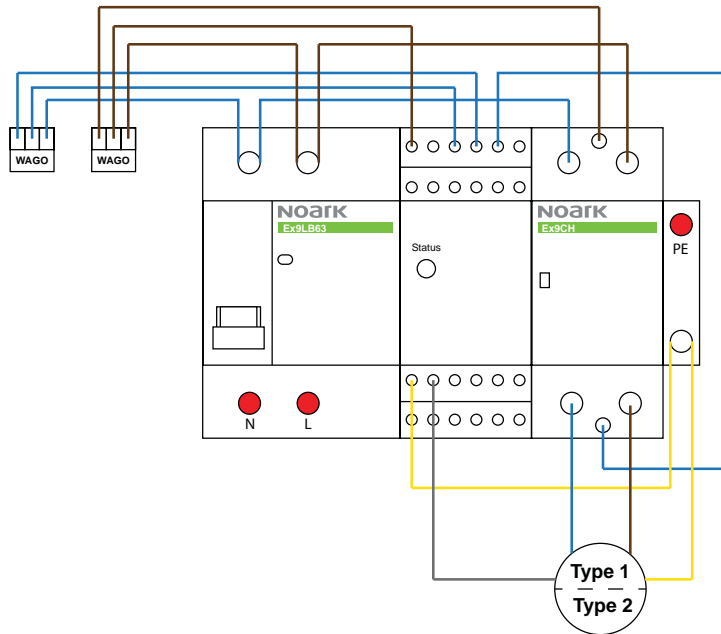 WAGO
WAGO
NOARK
Ex9LB63
Status
NOARK
Ex9CH
PE
N
L
Type 1
Type 2